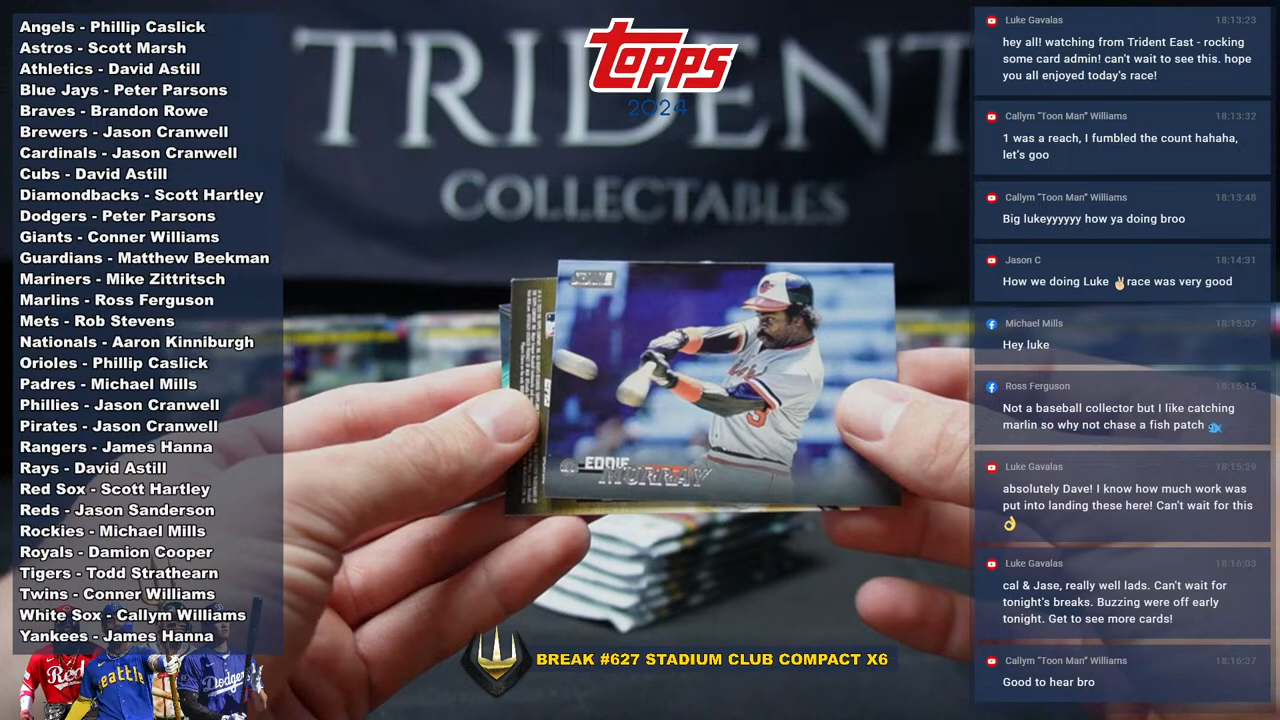 Angels - Phillip Caslick
Astros - Scott Marsh
Athletics - David Astill
Blue Jays - Peter Parsons
Braves - Brandon Rowe
Brewers - Jason Cranwell
Cardinals - Jason Cranwell
Cubs - David Astill
Diamondbacks - Scott Hartley
Dodgers - Peter Parsons
Giants - Conner Williams
Guardians - Matthew Beekman
Mariners - Mike Zittritsch
Marlins - Ross Ferguson
Mets - Rob Stevens
Nationals - Aaron Kinniburgh
Orioles - Phillip Caslick
Padres - Michael Mills
Phillies - Jason Cranwell
Pirates - Jason Cranwell
Rangers - James Hanna
Rays - David Astill
Red Sox - Scott Hartley
Reds - Jason Sanderson
Rockies - Michael Mills
Royals - Damion Cooper
Tigers - Todd Strathearn
Twins - Conner Williams
White Sox - Callym Williams
Yankees - James Hanna
Reds
Seattle
Dodgers
TRIDENT
COLLECTABLES
topps
2024
EDDIE
MURRAY
BREAK #627 STADIUM CLUB COMPACT X6
Luke Gavalas 18:13:23
hey all! watching from Trident East - rocking
some card admin! can't wait to see this. hope
you all enjoyed today's race!
Callym "Toon Man" Williams 18:13:32
1 was a reach, I fumbled the count hahaha,
let's goo
Callym "Toon Man" Williams 18:13:48
Big lukeyyyyyy how ya doing broo
Jason C 18:14:31
How we doing Luke ✌🏻race was very good
Michael Mills 18:15:07
Hey luke
Ross Ferguson 18:15:15
Not a baseball collector but I like catching
marlin so why not chase a fish patch 🐟
Luke Gavalas 18:15:29
absolutely Dave! I know how much work was
put into landing these here! Can't wait for this
👌
Luke Gavalas 18:16:03
cal & Jase, really well lads. Can't wait for
tonight's breaks. Buzzing were off early
tonight. Get to see more cards!
Callym "Toon Man" Williams 18:16:37
Good to hear bro